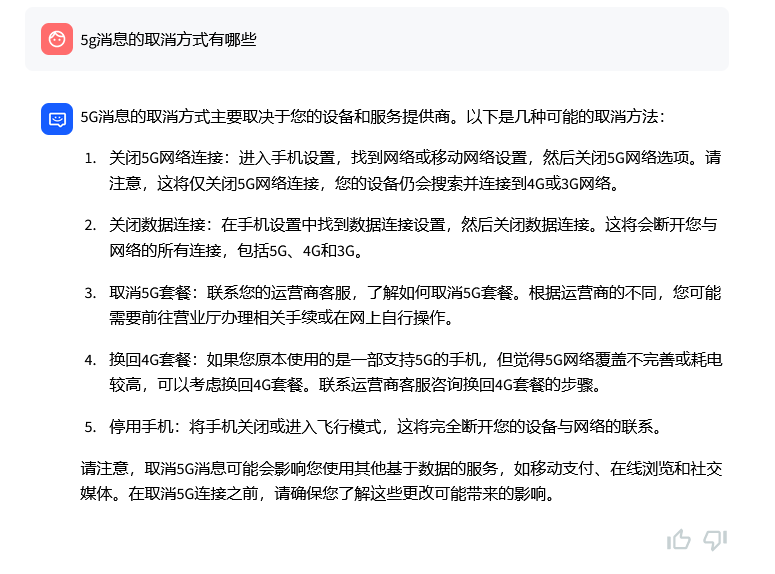 5g消息的取消方式有哪些
5G消息的取消方式主要取决于您的设备和服务提供商。以下是几种可能的取消方法：
1. 关闭5G网络连接：进入手机设置，找到网络或移动网络设置，然后关闭5G网络选项。请
注意，这将仅关闭5G网络连接，您的设备仍会搜索并连接到4G或3G网络。
2. 关闭数据连接：在手机设置中找到数据连接设置，然后关闭数据连接。这将会断开您与
网络的所有连接，包括5G、4G和3G。
3. 取消5G套餐：联系您的运营商客服，了解如何取消5G套餐。根据运营商的不同，您可能
需要前往营业厅办理相关手续或在网上自行操作。
4. 换回4G套餐：如果您原本使用的是一部支持5G的手机，但觉得5G网络覆盖不完善或耗电
较高，可以考虑换回4G套餐。联系运营商客服咨询换回4G套餐的步骤。
5. 停用手机：将手机关闭或进入飞行模式，这将完全断开您的设备与网络的联系。
请注意，取消5G消息可能会影响您使用其他基于数据的服务，如移动支付、在线浏览和社交
媒体。在取消5G连接之前，请确保您了解这些更改可能带来的影响。